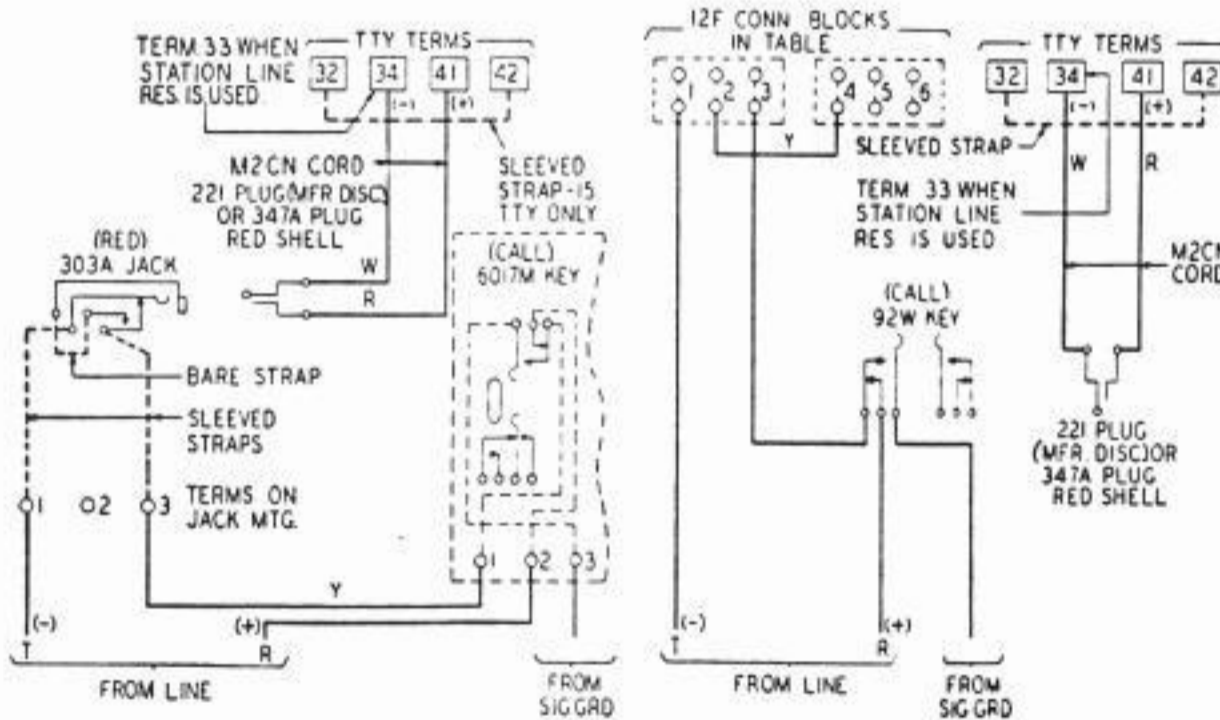 TERM. 33 WHEN
STATION LINE
RES. IS USED
TTY TERMS
32 34 41 42
(-) (+)
M2CN CORD
221 PLUG (MFR DISC)
OR 347A PLUG
RED SHELL
SLEEVED
STRAP-15
TTY ONLY
(RED)
303A JACK
W
R
(CALL)
6017M KEY
BARE STRAP
SLEEVED
STRAPS
1 2 3
TERMS ON
JACK MTG.
1 2 3
Y
(-) (+)
T R
FROM LINE
FROM
SIG GRD
12F CONN BLOCKS
IN TABLE
1 2 3 4 5 6
Y
TTY TERMS
32 34 41 42
(-) (+)
SLEEVED STRAP
W R
TERM 33 WHEN
STATION LINE
RES IS USED
M2CN
CORD
(CALL)
92W KEY
221 PLUG
(MFR. DISC) OR
347A PLUG
RED SHELL
(-) (+)
T R
FROM LINE
FROM
SIG GRD